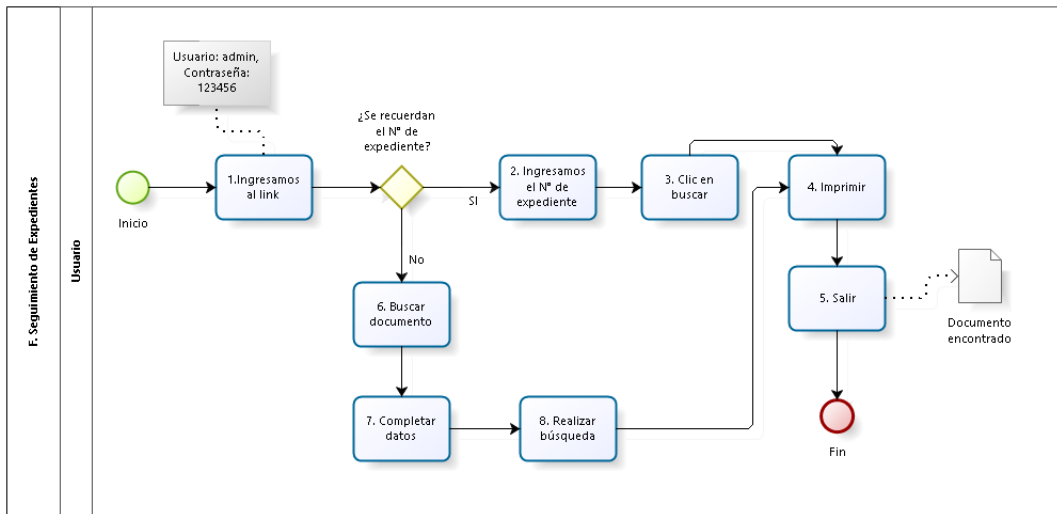 F. Seguimiento de Expedientes
Usuario
Usuario: admin,
Contraseña:
123456
¿Se recuerdan
el N° de
expediente?
Inicio
1.Ingresamos
al link
SI
2. Ingresamos
el N° de
expediente
3. Clic en
buscar
4. Imprimir
No
6. Buscar
documento
5. Salir
Documento
encontrado
7. Completar
datos
8. Realizar
búsqueda
Fin